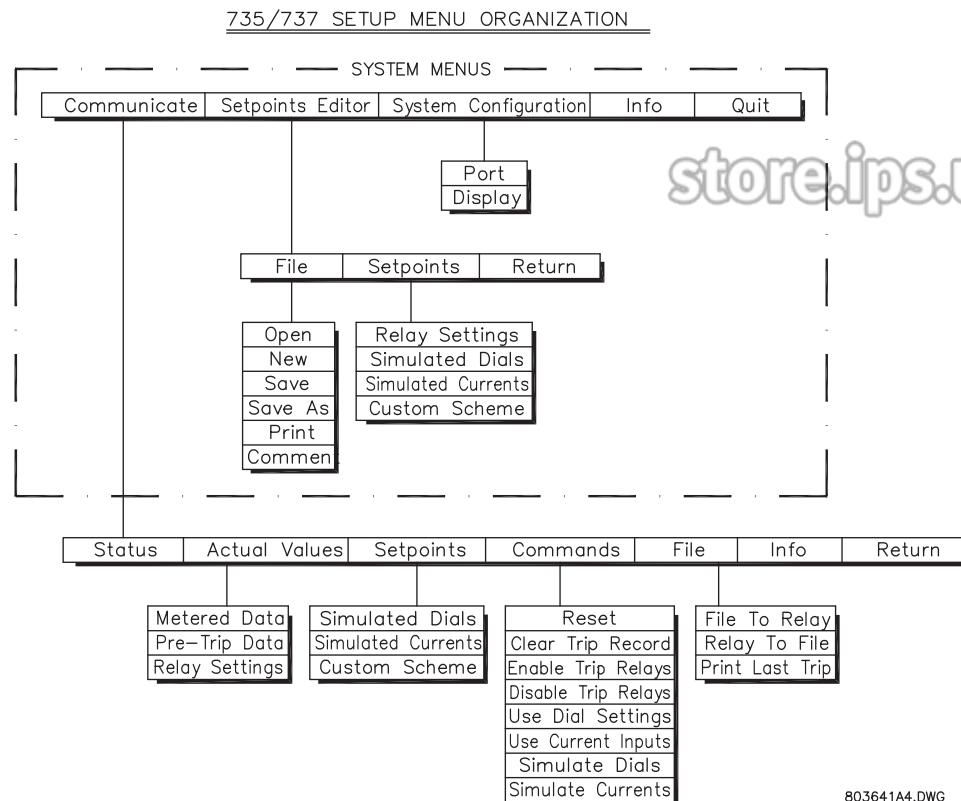 735/737 SETUP MENU ORGANIZATION
SYSTEM MENUS
Communicate Setpoints Editor System Configuration Info Quit
store.ips.
Port
Display
File Setpoints Return
Open
New
Save
Save As
Print
Commen
Relay Settings
Simulated Dials
Simulated Currents
Custom Scheme
Status Actual Values Setpoints Commands File Info Return
Metered Data
Pre-Trip Data
Relay Settings
Simulated Dials
Simulated Currents
Custom Scheme
Reset
Clear Trip Record
Enable Trip Relays
Disable Trip Relays
Use Dial Settings
Use Current Inputs
Simulate Dials
Simulate Currents
File To Relay
Relay To File
Print Last Trip
803641A4.DWG